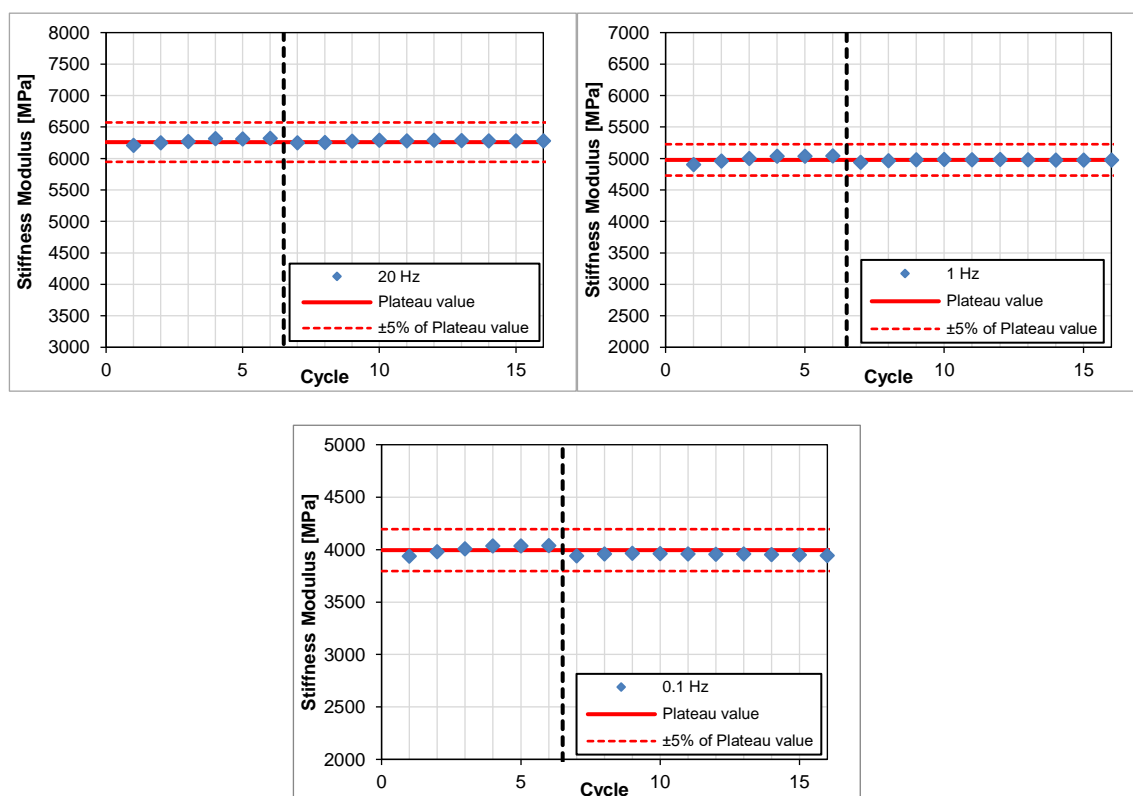 Stiffness Modulus [MPa]
8000
7500
7000
6500
6000
5500
5000
4500
4000
3500
3000
0 5 10 15
Cycle
20 Hz
Plateau value
±5% of Plateau value
Stiffness Modulus [MPa]
7000
6500
6000
5500
5000
4500
4000
3500
3000
2500
2000
0 5 10 15
Cycle
1 Hz
Plateau value
±5% of Plateau value
Stiffness Modulus [MPa]
5000
4500
4000
3500
3000
2500
2000
0 5 10 15
Cycle
0.1 Hz
Plateau value
±5% of Plateau value